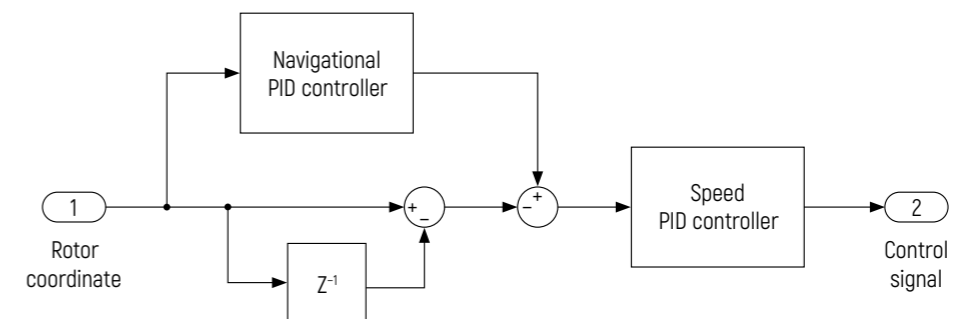 Navigational
PID controller
1
Rotor
coordinate
+
−
−
+
Z⁻¹
Speed
PID controller
2
Control
signal